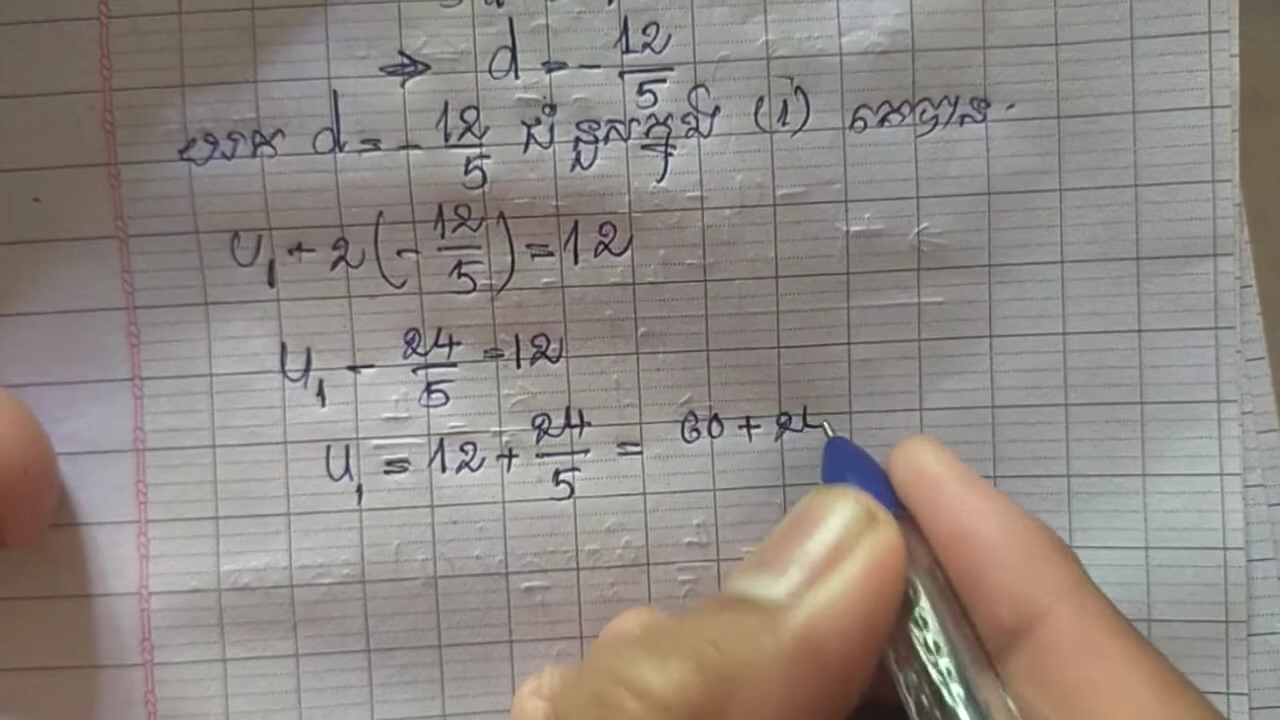 ⇒ d = - 12/5
យក d = - 12/5 ជំនួសក្នុង (1) គេបាន
U₁ + 2(- 12/5) = 12
U₁ - 24/5 = 12
U₁ = 12 + 24/5 = 60 + 24